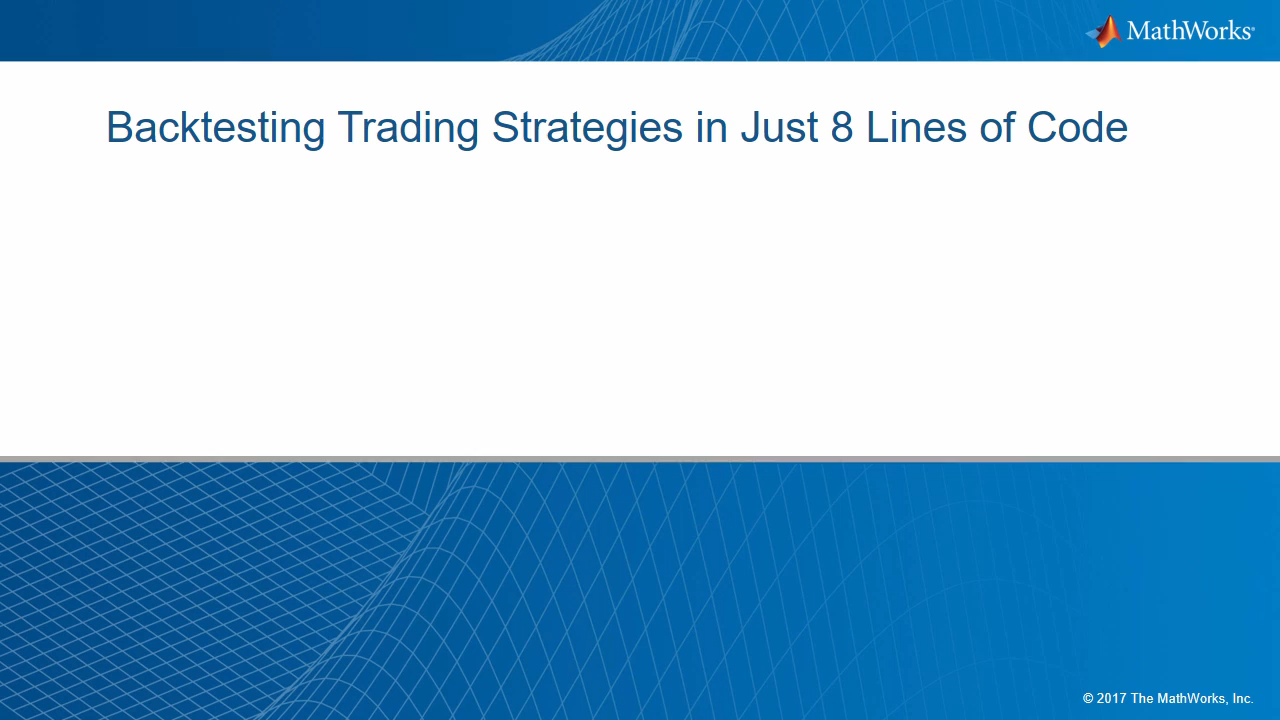 MathWorks®
Backtesting Trading Strategies in Just 8 Lines of Code
© 2017 The MathWorks, Inc.